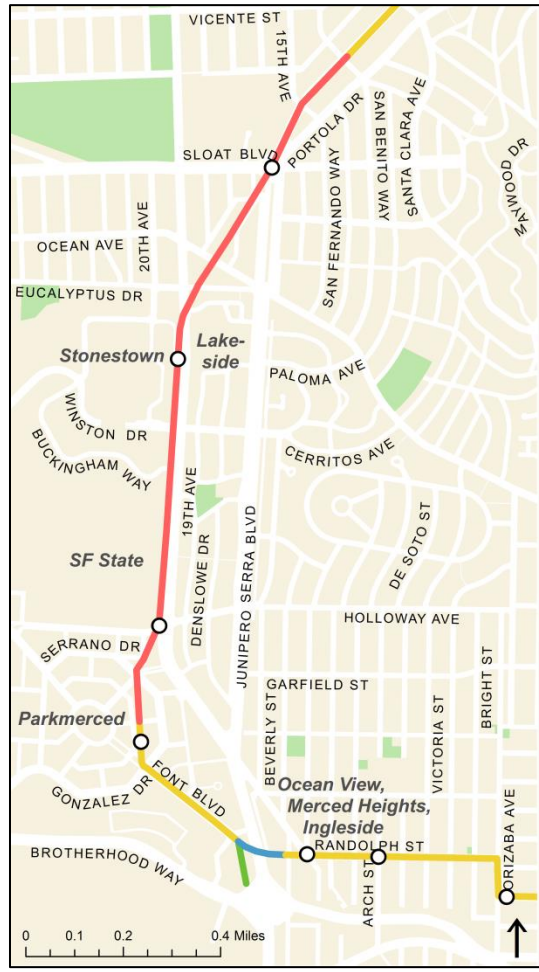 VICENTE ST
15TH AVE
PORTOLA DR
SAN BENITO WAY
SANTA CLARA AVE
MAYWOOD DR
SLOAT BLVD
SAN FERNANDO WAY
20TH AVE
OCEAN AVE
EUCALYPTUS DR
Stonestown
Lake-
side
PALOMA AVE
WINSTON DR
BUCKINGHAM WAY
CERRITOS AVE
19TH AVE
DE SOTO ST
SF State
DENSLOWE DR
JUNIPERO SERRA BLVD
HOLLOWAY AVE
SERRANO DR
GARFIELD ST
BEVERLY ST
VICTORIA ST
BRIGHT ST
Parkmerced
FONT BLVD
GONZALEZ DR
Ocean View,
Merced Heights,
Ingleside
RANDOLPH ST
BROTHERHOOD WAY
ARCH ST
ORIZABA AVE
0 0.1 0.2 0.4 Miles